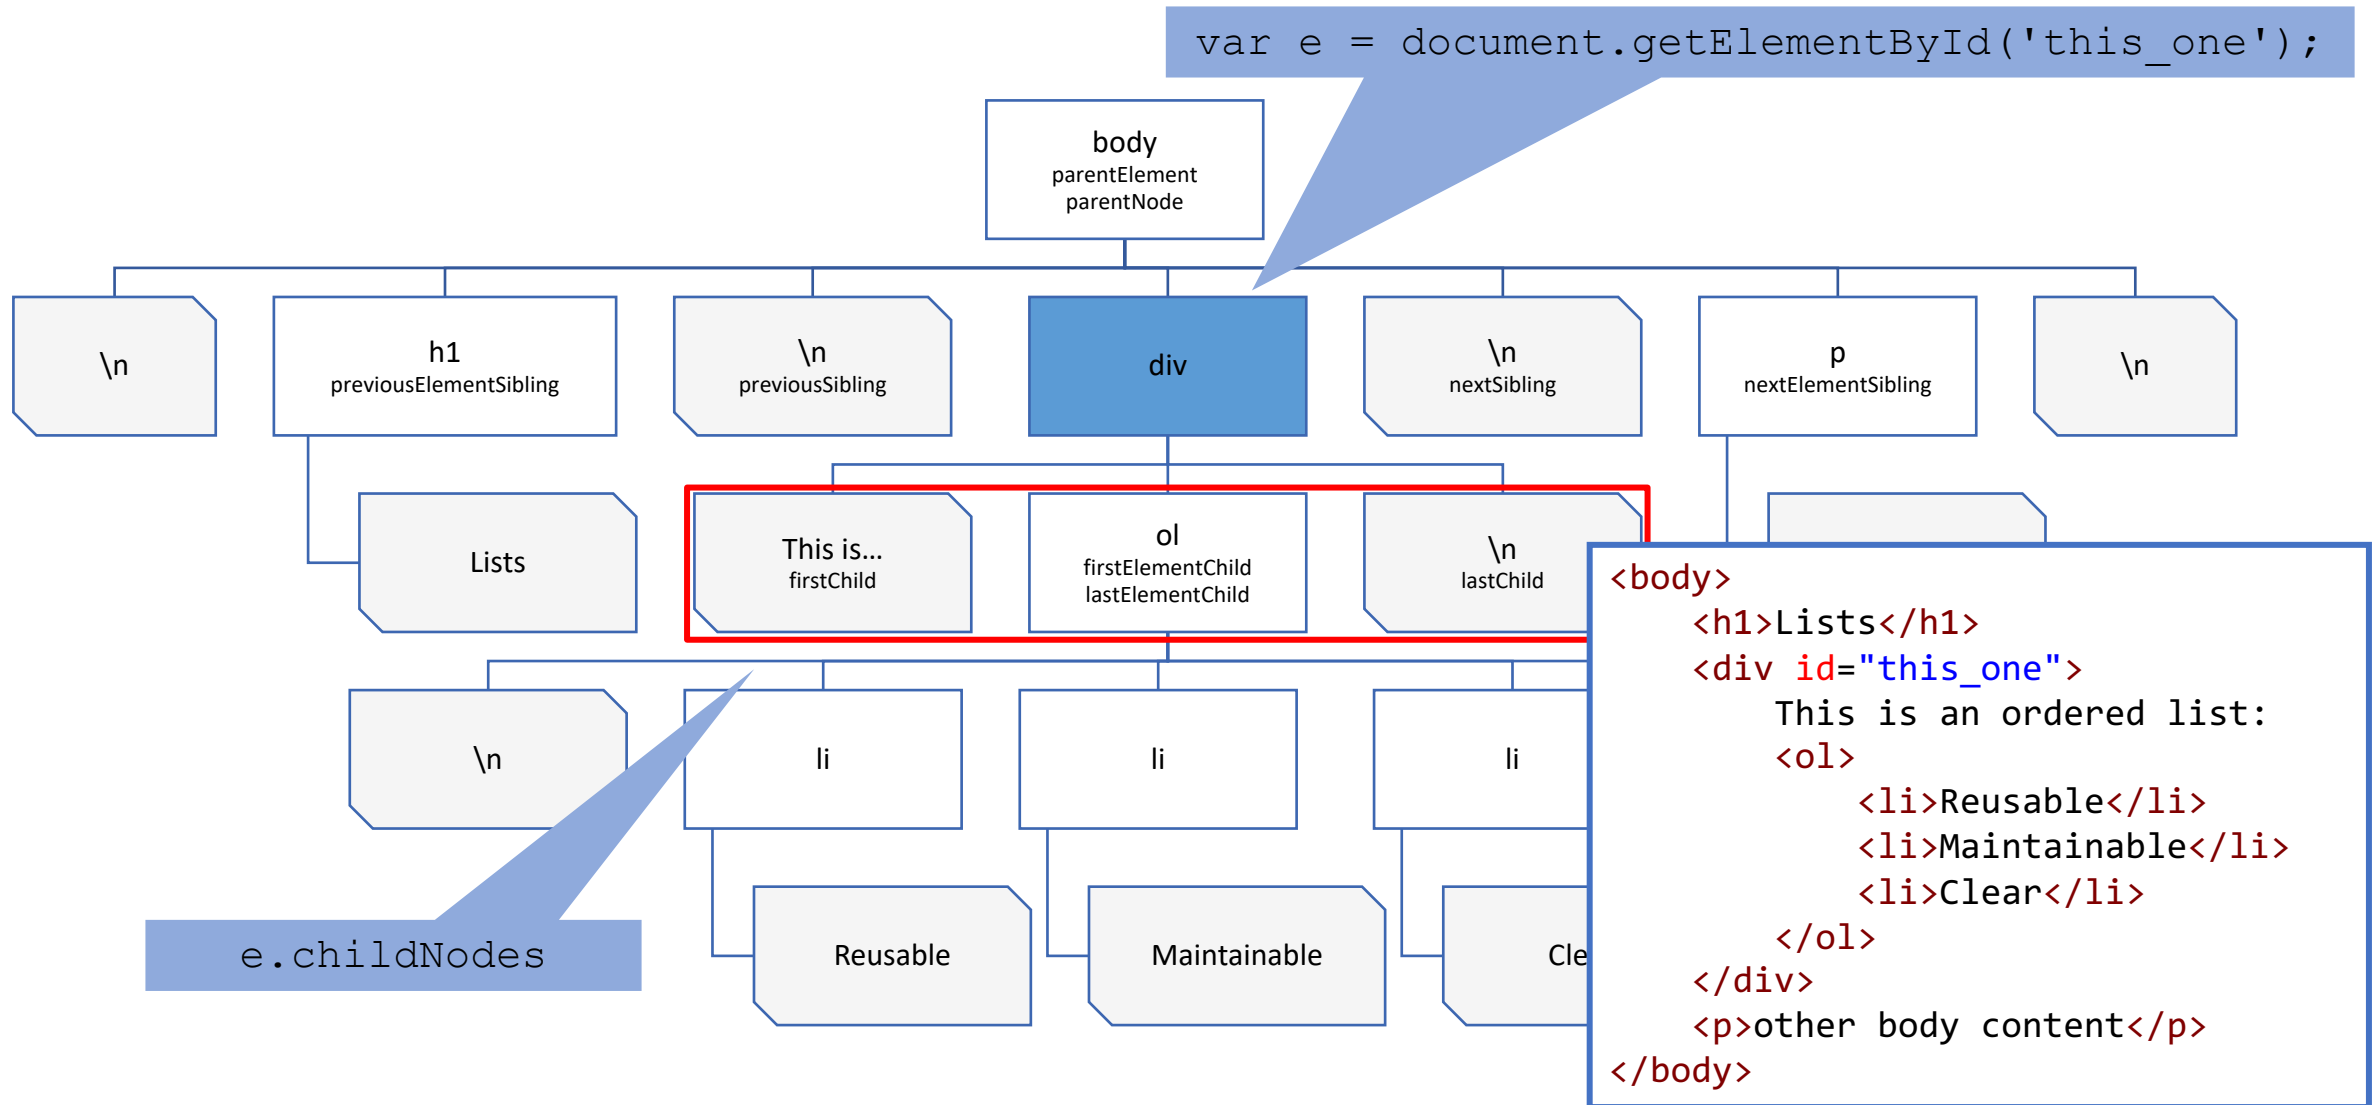 var e = document.getElementById('this_one');
body
parentElement
parentNode
\n
h1
previousElementSibling
\n
previousSibling
div
\n
nextSibling
p
nextElementSibling
\n
Lists
This is...
firstChild
ol
firstElementChild
lastElementChild
\n
lastChild
\n
li
li
li
e.childNodes
Reusable
Maintainable
Cle
<body>
<h1>Lists</h1>
<div id="this_one">
This is an ordered list:
<ol>
<li>Reusable</li>
<li>Maintainable</li>
<li>Clear</li>
</ol>
</div>
<p>other body content</p>
</body>